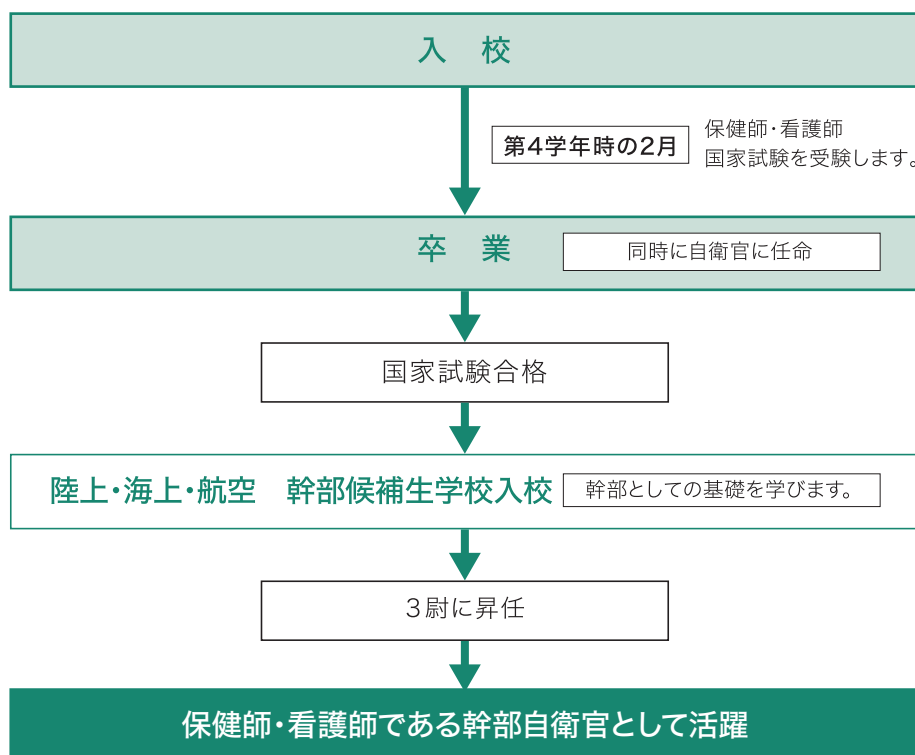 入　校
第4学年時の2月
保健師・看護師
国家試験を受験します。
卒　業
同時に自衛官に任命
国家試験合格
陸上・海上・航空　幹部候補生学校入校
幹部としての基礎を学びます。
３尉に昇任
保健師・看護師である幹部自衛官として活躍